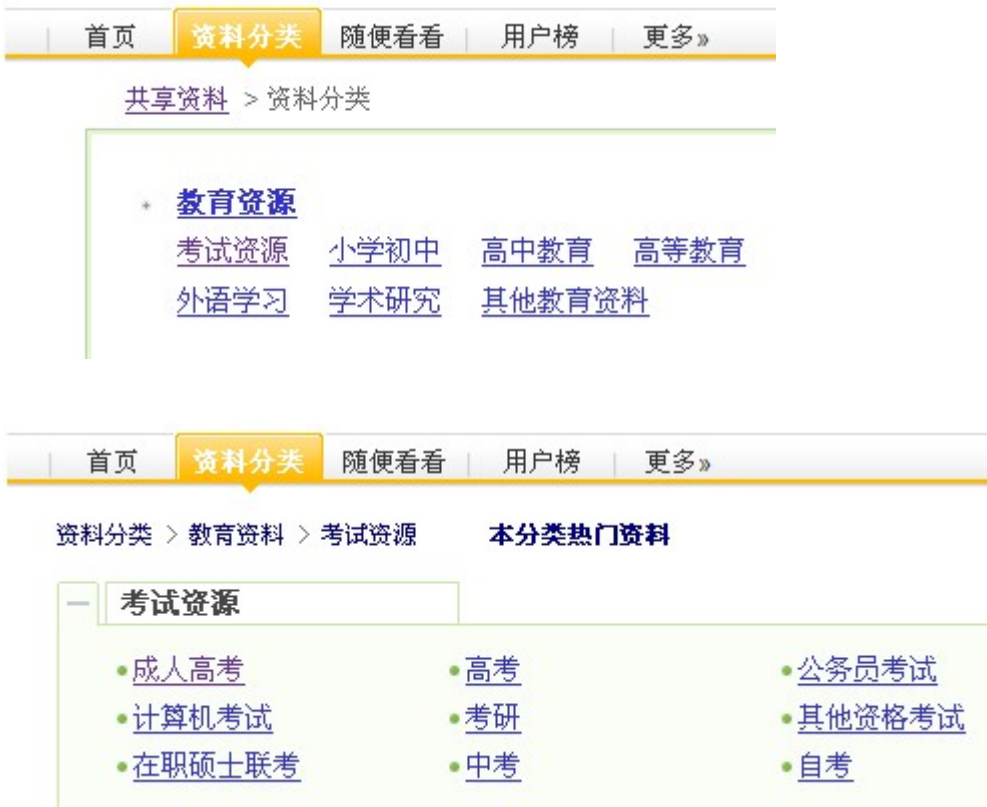 首页 资料分类 随便看看 用户榜 更多»
共享资料 > 资料分类
教育资源
考试资源 小学初中 高中教育 高等教育
外语学习 学术研究 其他教育资料
首页 资料分类 随便看看 用户榜 更多»
资料分类 > 教育资料 > 考试资源 本分类热门资料
考试资源
•成人高考 •高考 •公务员考试
•计算机考试 •考研 •其他资格考试
•在职硕士联考 •中考 •自考